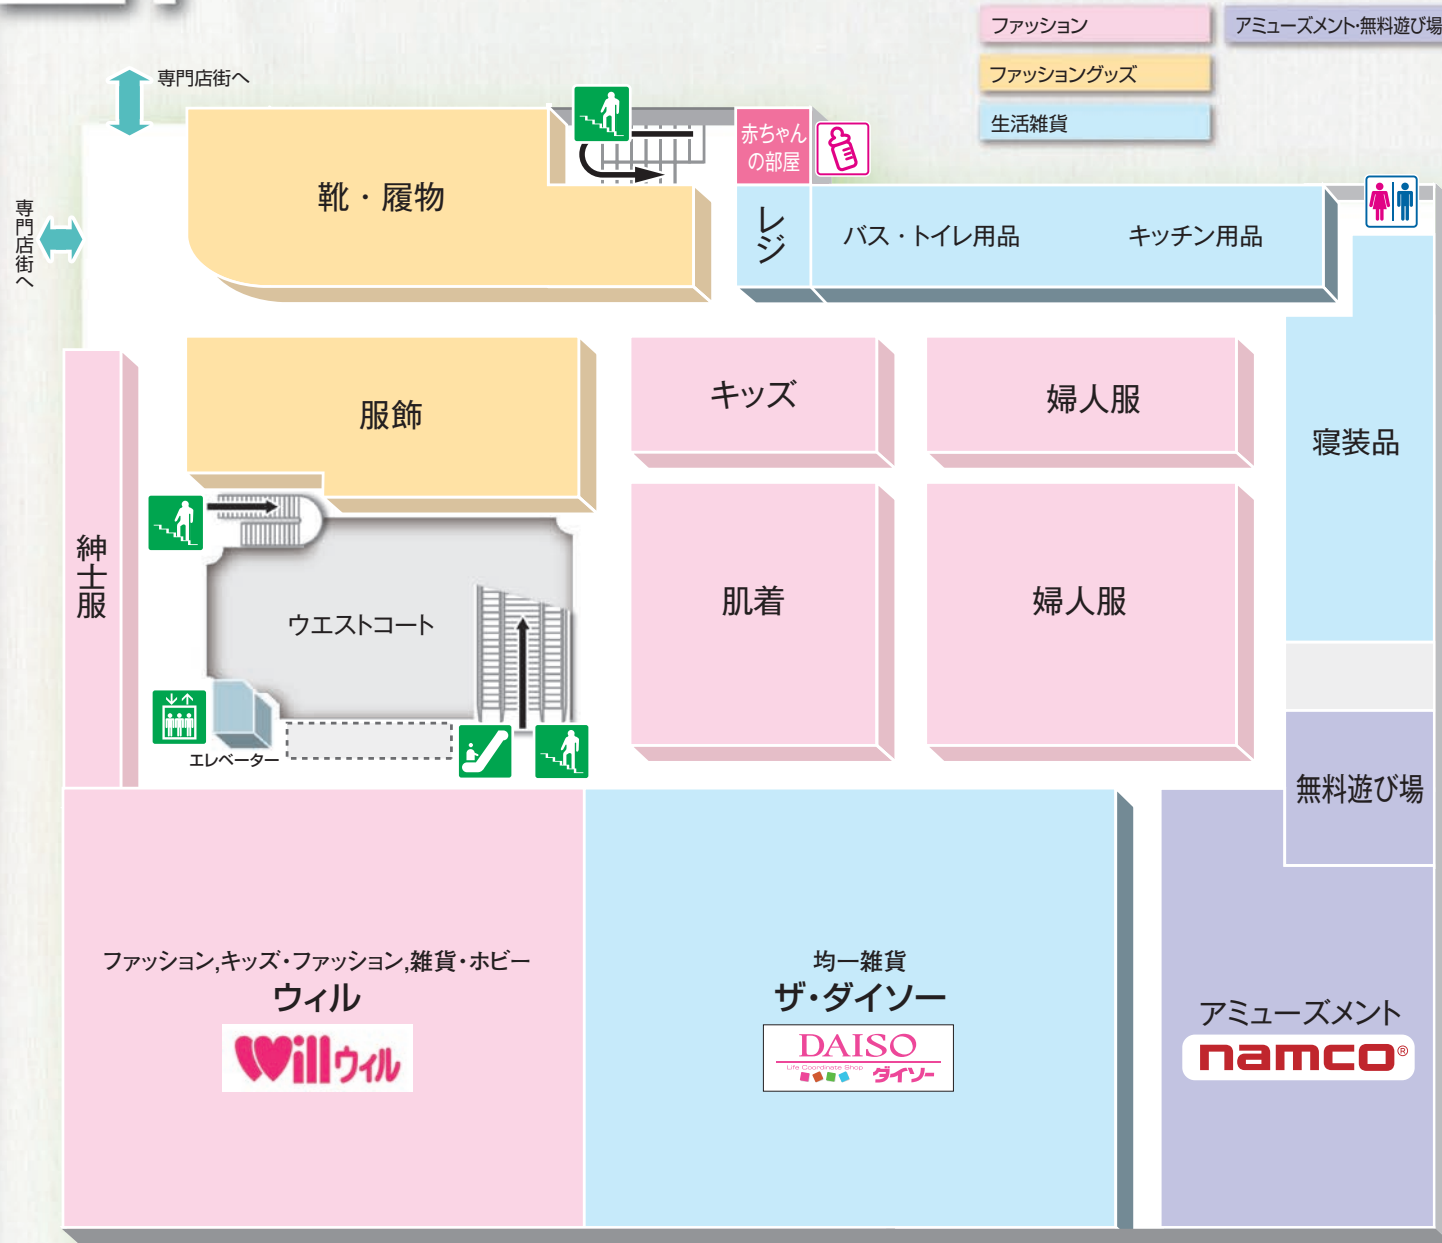 ファッション
アミューズメント・無料遊び場
ファッショングッズ
生活雑貨
専門店街へ
専門店街へ
靴・履物
赤ちゃん
の部屋
レジ
バス・トイレ用品
キッチン用品
服飾
キッズ
婦人服
寝装品
紳士服
ウエストコート
肌着
婦人服
エレベーター
無料遊び場
ファッション,キッズ・ファッション,雑貨・ホビー
ウィル
Will ウィル
均一雑貨
ザ・ダイソー
DAISO
Life Coordinate Shop
ダイソー
アミューズメント
namco®